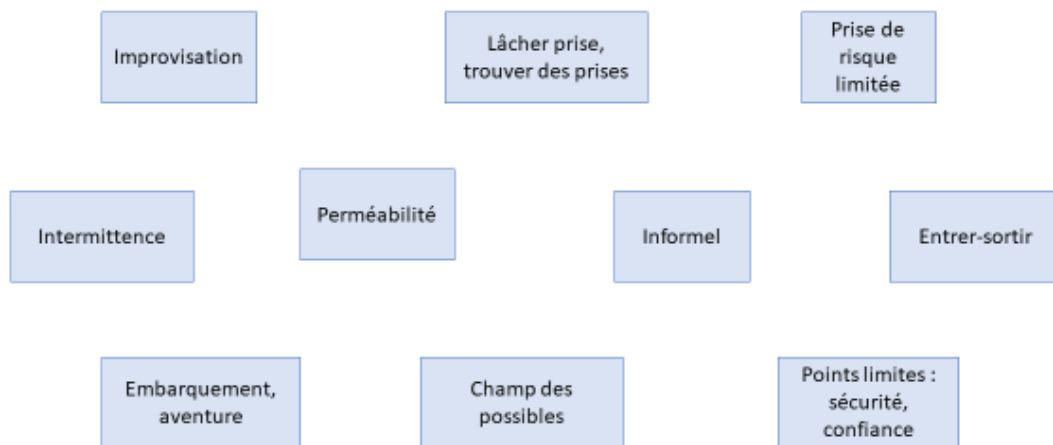 Improvisation
Lâcher prise,
trouver des prises
Prise de
risque
limitée
Intermittence
Perméabilité
Informel
Entrer-sortir
Embarquement,
aventure
Champ des
possibles
Points limites :
sécurité,
confiance